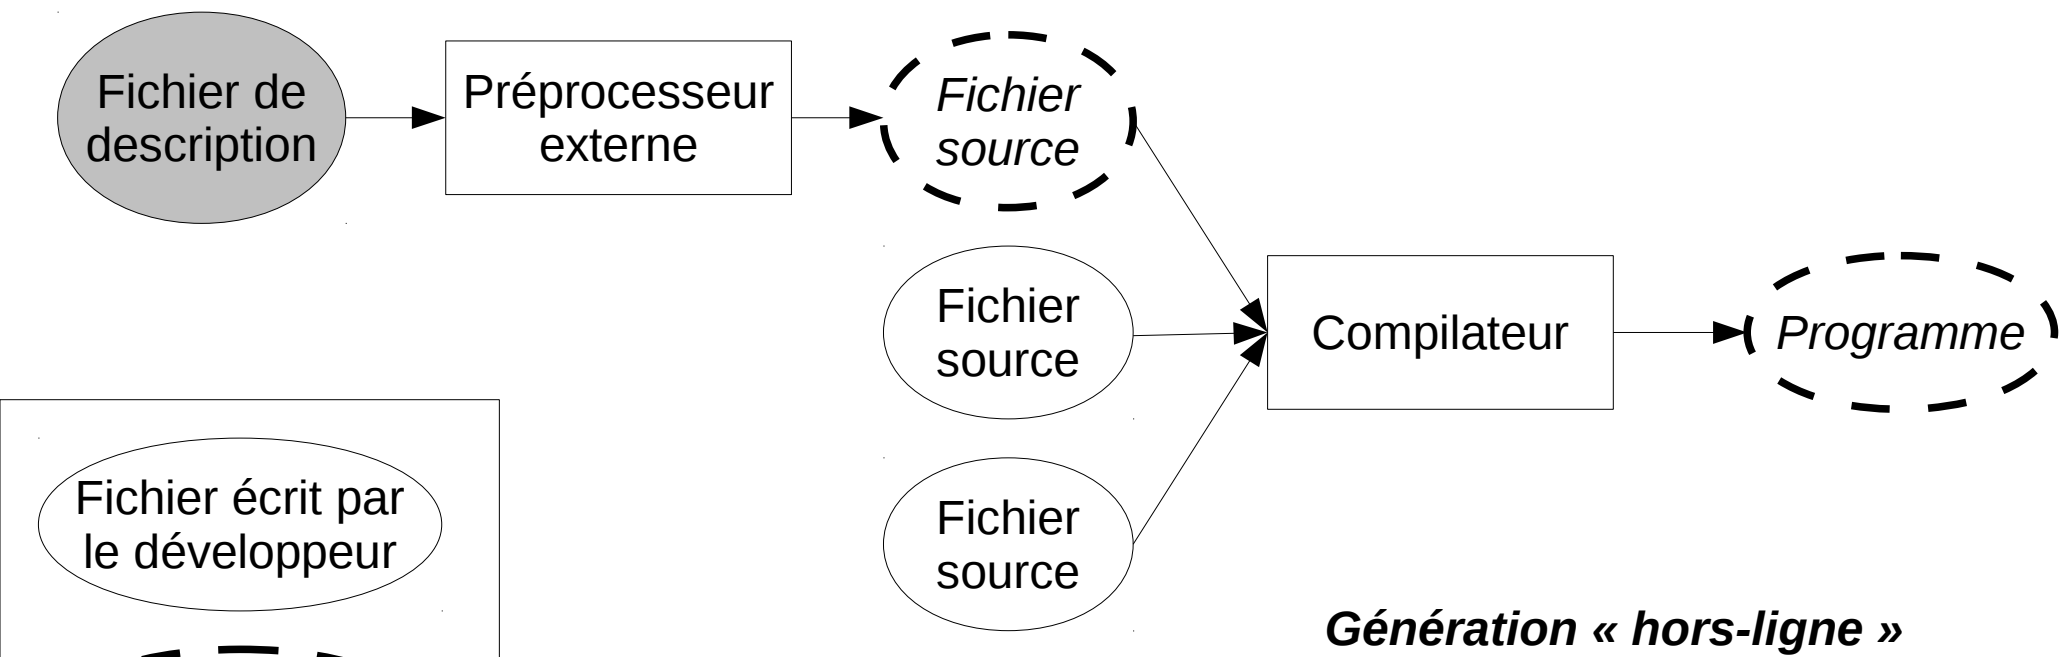 Fichier de
description
Préprocesseur
externe
Fichier
source
Fichier
source
Compilateur
Programme
Fichier écrit par
le développeur
Fichier
source
Génération « hors-ligne »